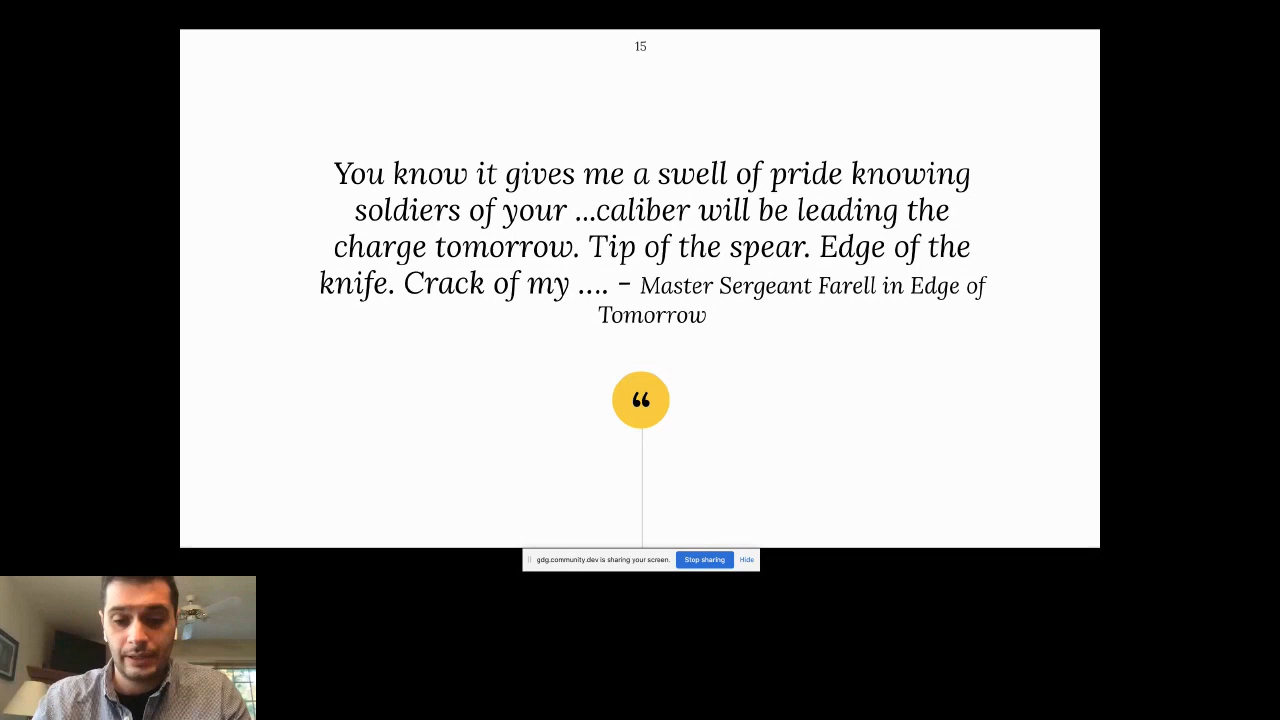 15
You know it gives me a swell of pride knowing
soldiers of your ...caliber will be leading the
charge tomorrow. Tip of the spear. Edge of the
knife. Crack of my .... - Master Sergeant Farell in Edge of
Tomorrow
“
gdg.community.dev is sharing your screen. Stop sharing Hide